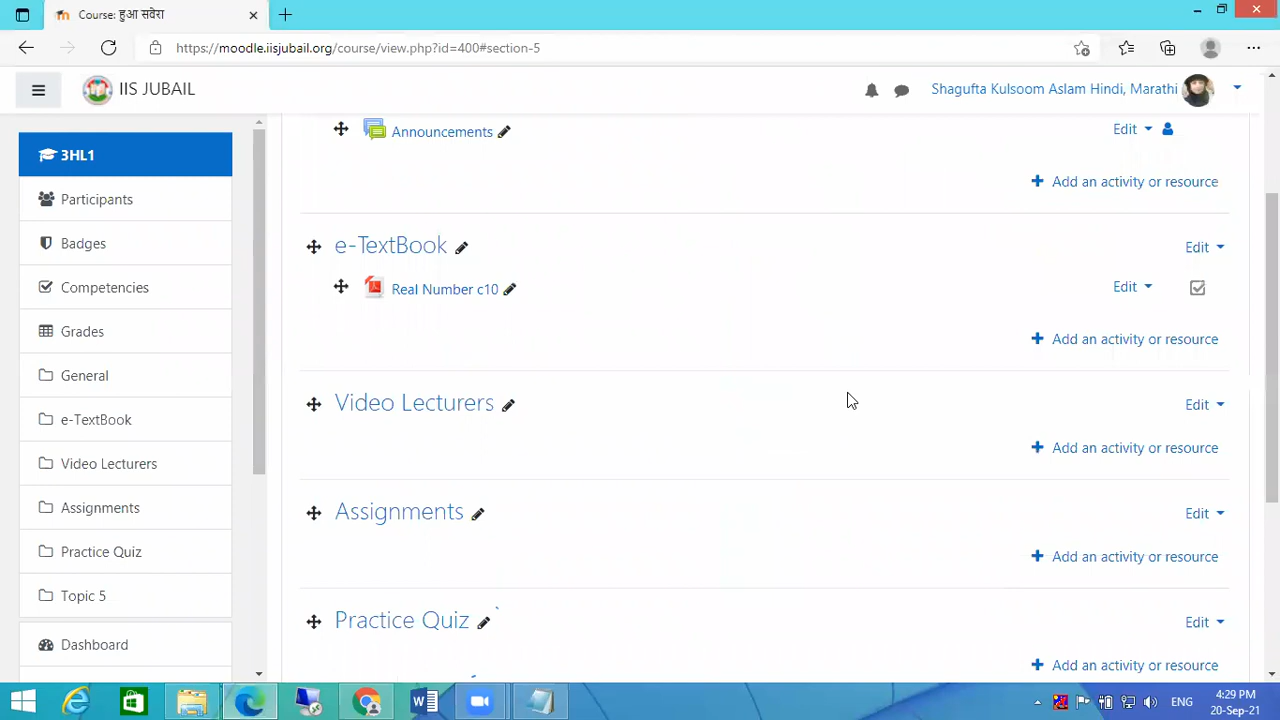 Course: हुआ सवेरा
https://moodle.iisjubail.org/course/view.php?id=400#section-5
IIS JUBAIL
Shagufta Kulsoom Aslam Hindi, Marathi
3HL1
Participants
Badges
Competencies
Grades
General
e-TextBook
Video Lecturers
Assignments
Practice Quiz
Topic 5
Dashboard
Announcements
Edit
Add an activity or resource
e-TextBook
Edit
Real Number c10
Edit
Add an activity or resource
Video Lecturers
Edit
Add an activity or resource
Assignments
Edit
Add an activity or resource
Practice Quiz
Edit
Add an activity or resource
ENG
4:29 PM
20-Sep-21